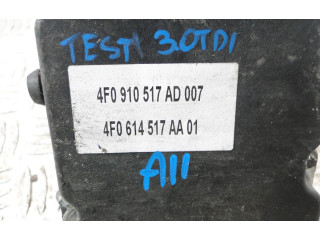 TEST 3.0TDI
4F0 910 517 AD 007
4F0 614 517 AA 01
A11